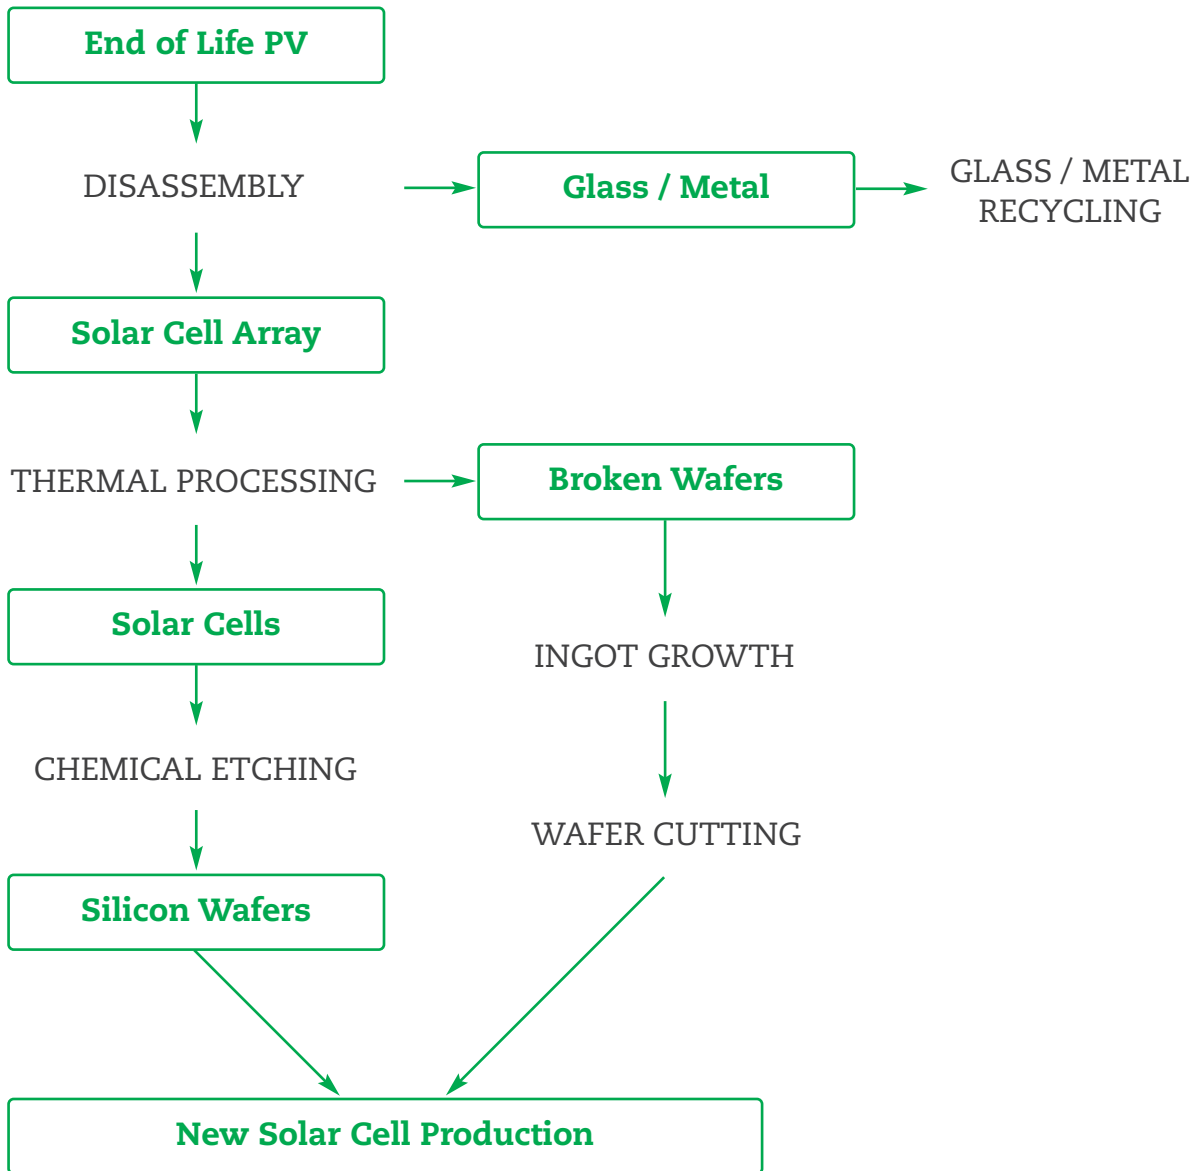 End of Life PV
DISASSEMBLY
Glass / Metal
GLASS / METAL
RECYCLING
Solar Cell Array
THERMAL PROCESSING
Broken Wafers
Solar Cells
INGOT GROWTH
CHEMICAL ETCHING
WAFER CUTTING
Silicon Wafers
New Solar Cell Production